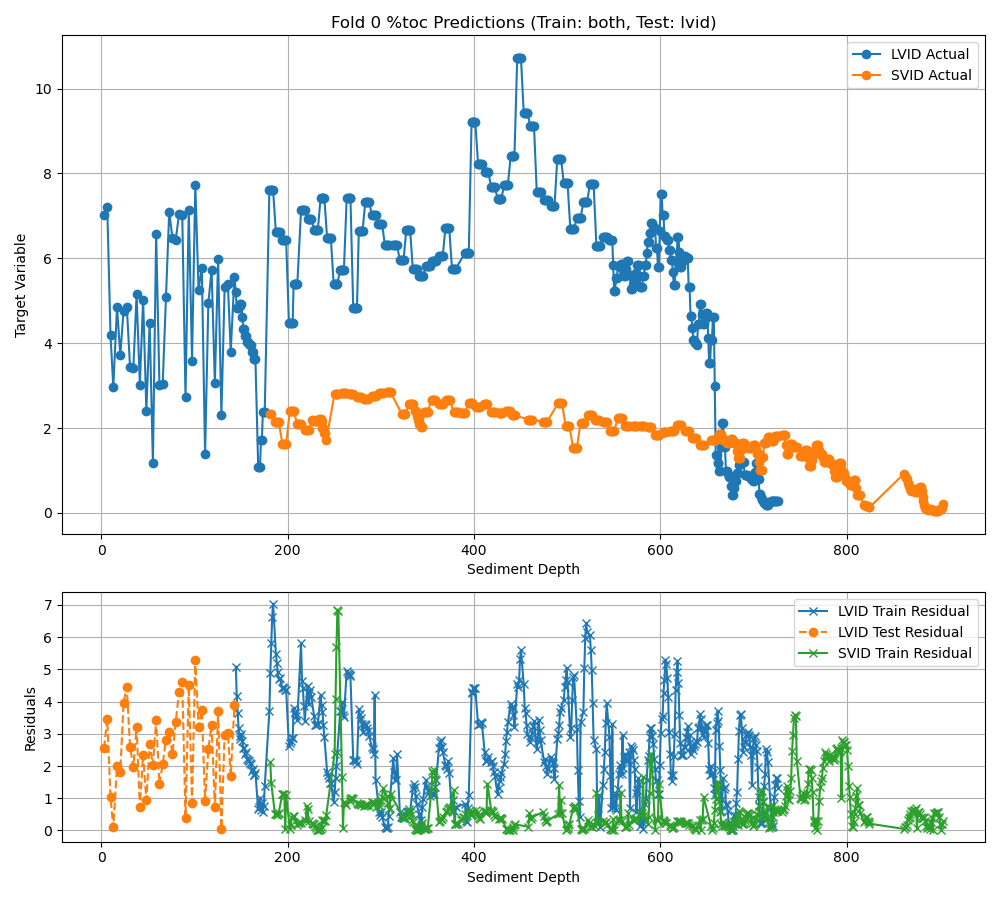 Fold 0 %toc Predictions (Train: both, Test: lvid)
LVID Actual
SVID Actual
Target Variable
10
8
6
4
2
0
0 200 400 600 800
Sediment Depth
LVID Train Residual
LVID Test Residual
SVID Train Residual
Residuals
7
6
5
4
3
2
1
0
0 200 400 600 800
Sediment Depth